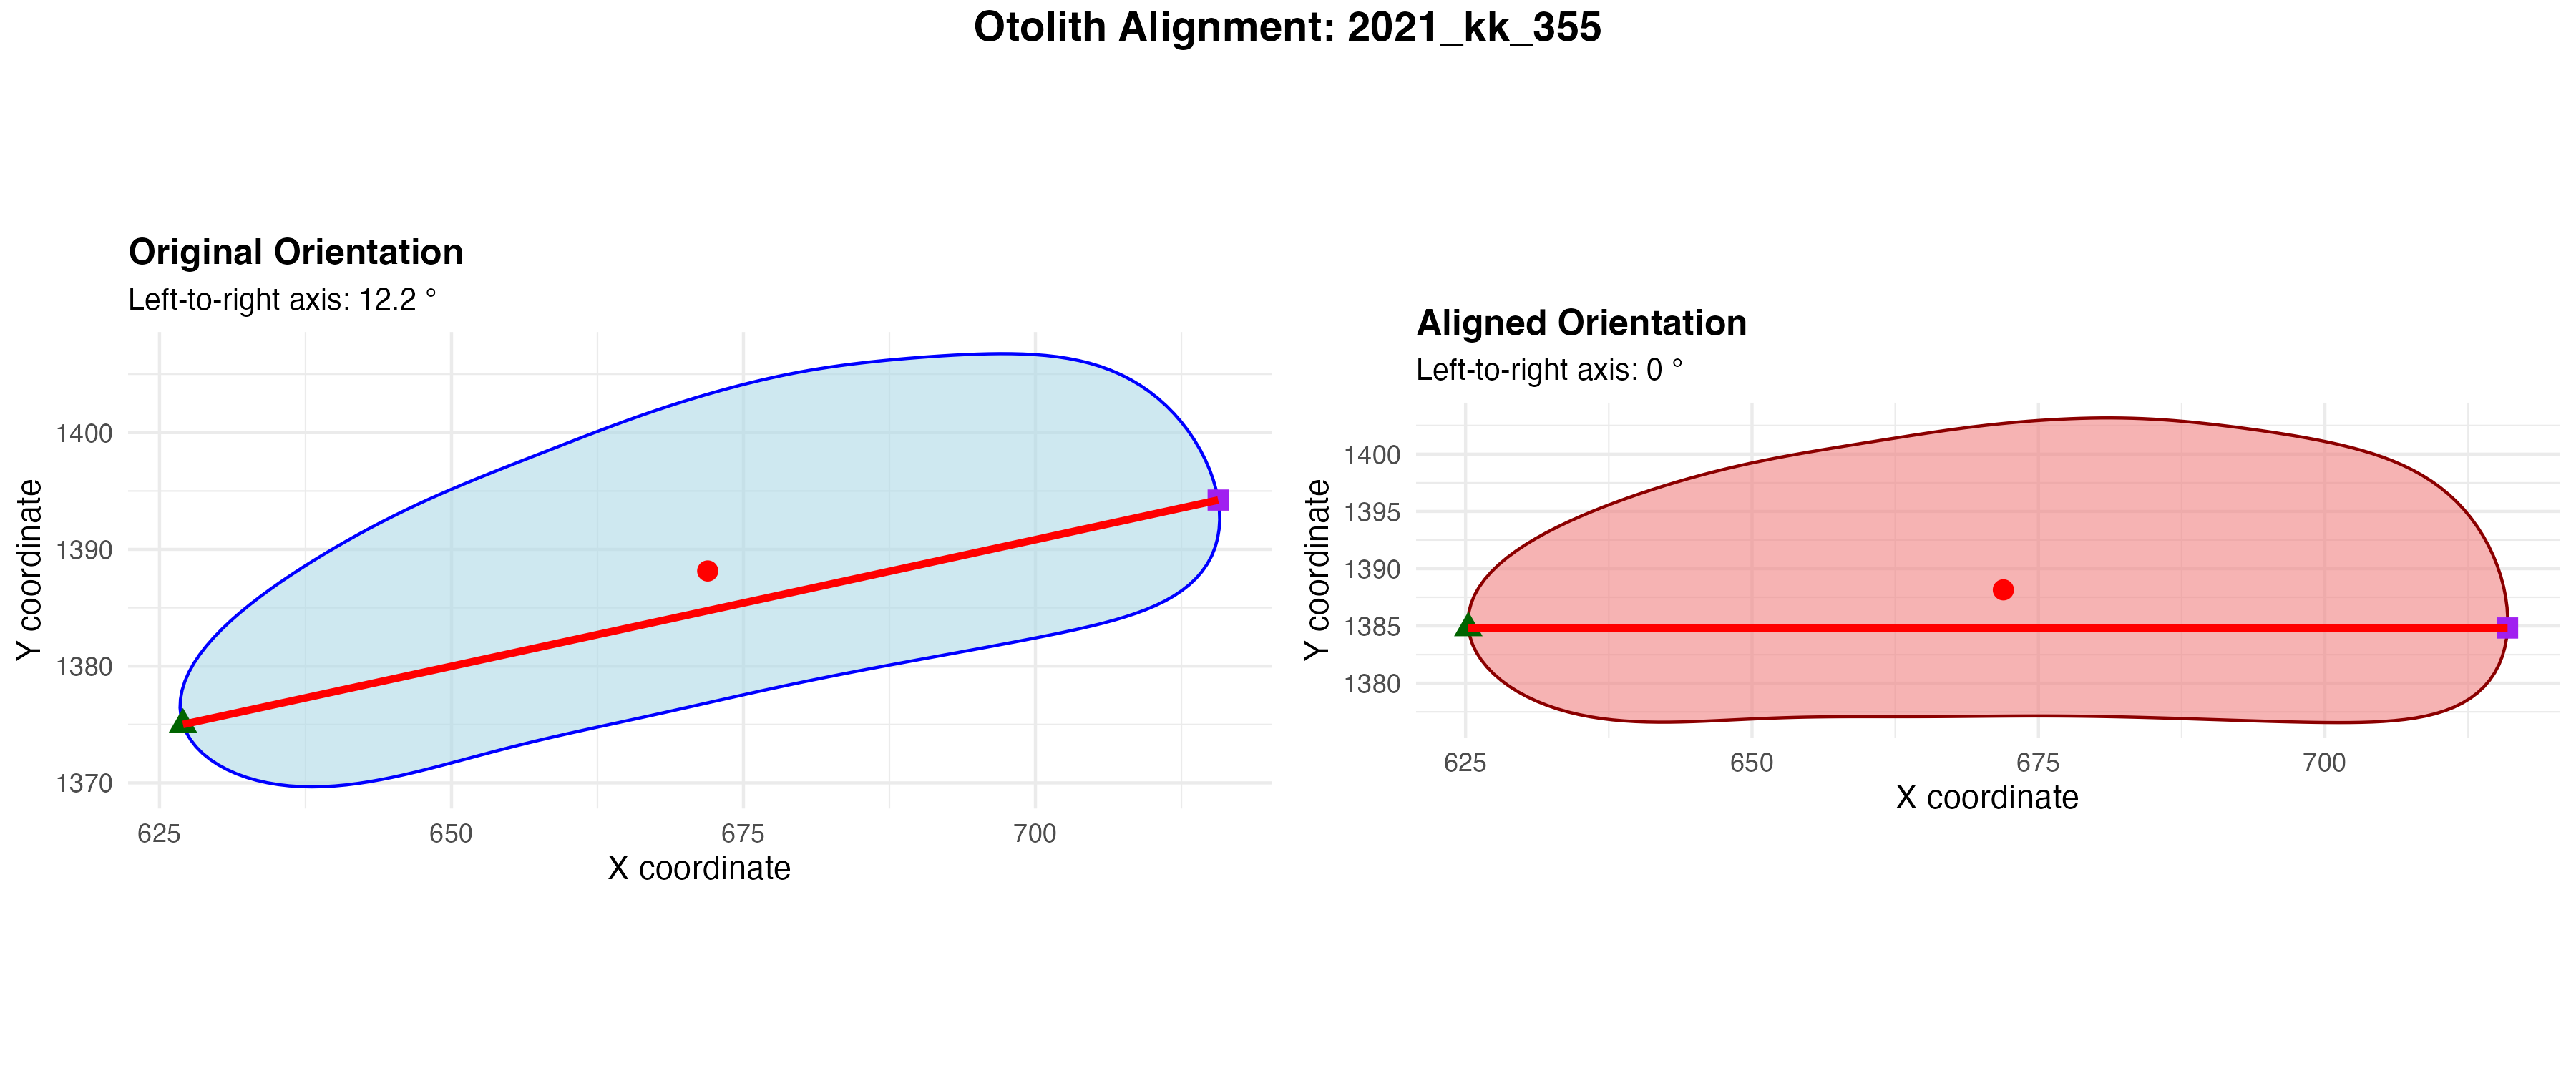 Otolith Alignment: 2021_kk_355
Original Orientation
Left-to-right axis: 12.2 °
Y coordinate
1400
1390
1380
1370
625 650 675 700
X coordinate
Aligned Orientation
Left-to-right axis: 0 °
Y coordinate
1400
1395
1390
1385
1380
625 650 675 700
X coordinate